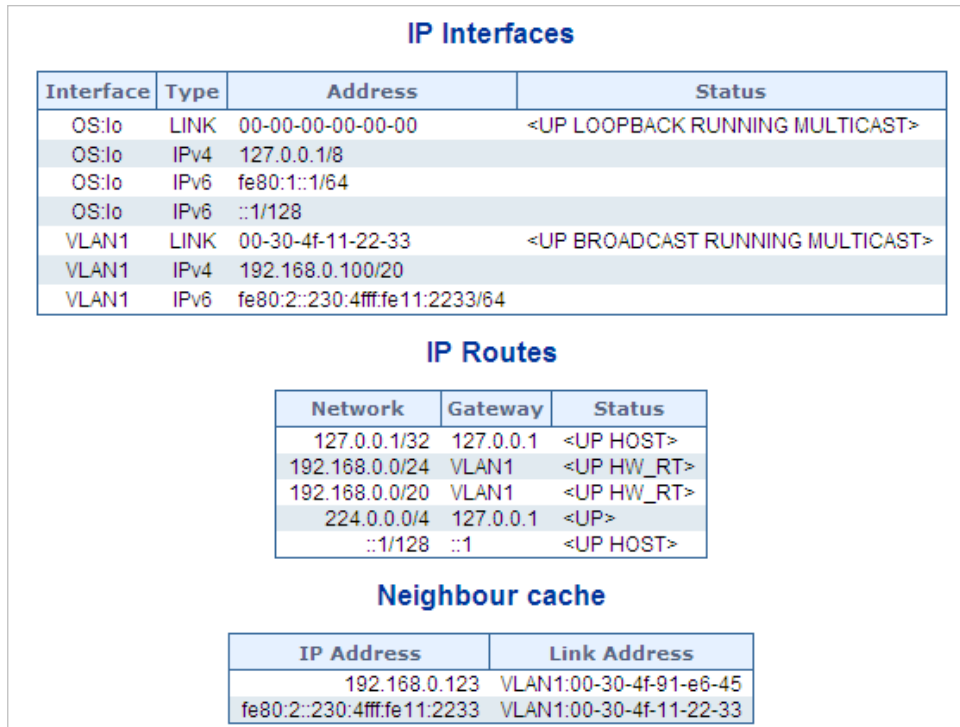 IP Interfaces
Interface Type Address Status
OS:lo LINK 00-00-00-00-00-00 <UP LOOPBACK RUNNING MULTICAST>
OS:lo IPv4 127.0.0.1/8
OS:lo IPv6 fe80:1::1/64
OS:lo IPv6 ::1/128
VLAN1 LINK 00-30-4f-11-22-33 <UP BROADCAST RUNNING MULTICAST>
VLAN1 IPv4 192.168.0.100/20
VLAN1 IPv6 fe80:2::230:4fff:fe11:2233/64
IP Routes
Network Gateway Status
127.0.0.1/32 127.0.0.1 <UP HOST>
192.168.0.0/24 VLAN1 <UP HW_RT>
192.168.0.0/20 VLAN1 <UP HW_RT>
224.0.0.0/4 127.0.0.1 <UP>
::1/128 ::1 <UP HOST>
Neighbour cache
IP Address Link Address
192.168.0.123 VLAN1:00-30-4f-91-e6-45
fe80:2::230:4fff:fe11:2233 VLAN1:00-30-4f-11-22-33